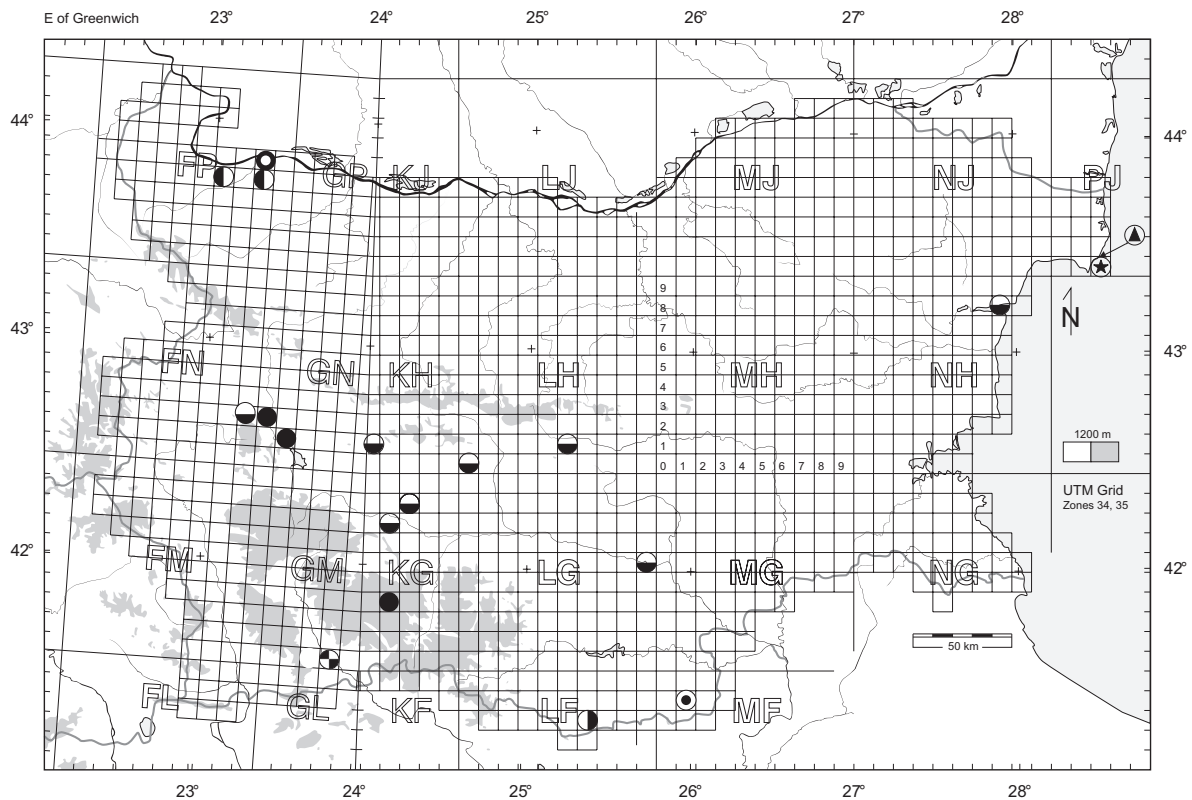 E of Greenwich 23° 24° 25° 26° 27° 28°
44° 44°
FP GP KJ LJ MJ NJ PJ
9
8
43° 7 N 43°
6
FN GN KH LH 5 MH NH
4
3
2
1 1200 m
0 1 2 3 4 5 6 7 8 9
UTM Grid
Zones 34, 35
42° 42°
FM GM KG LG MG NG
50 km
FL GL KF LF MF
23° 24° 25° 26° 27° 28°